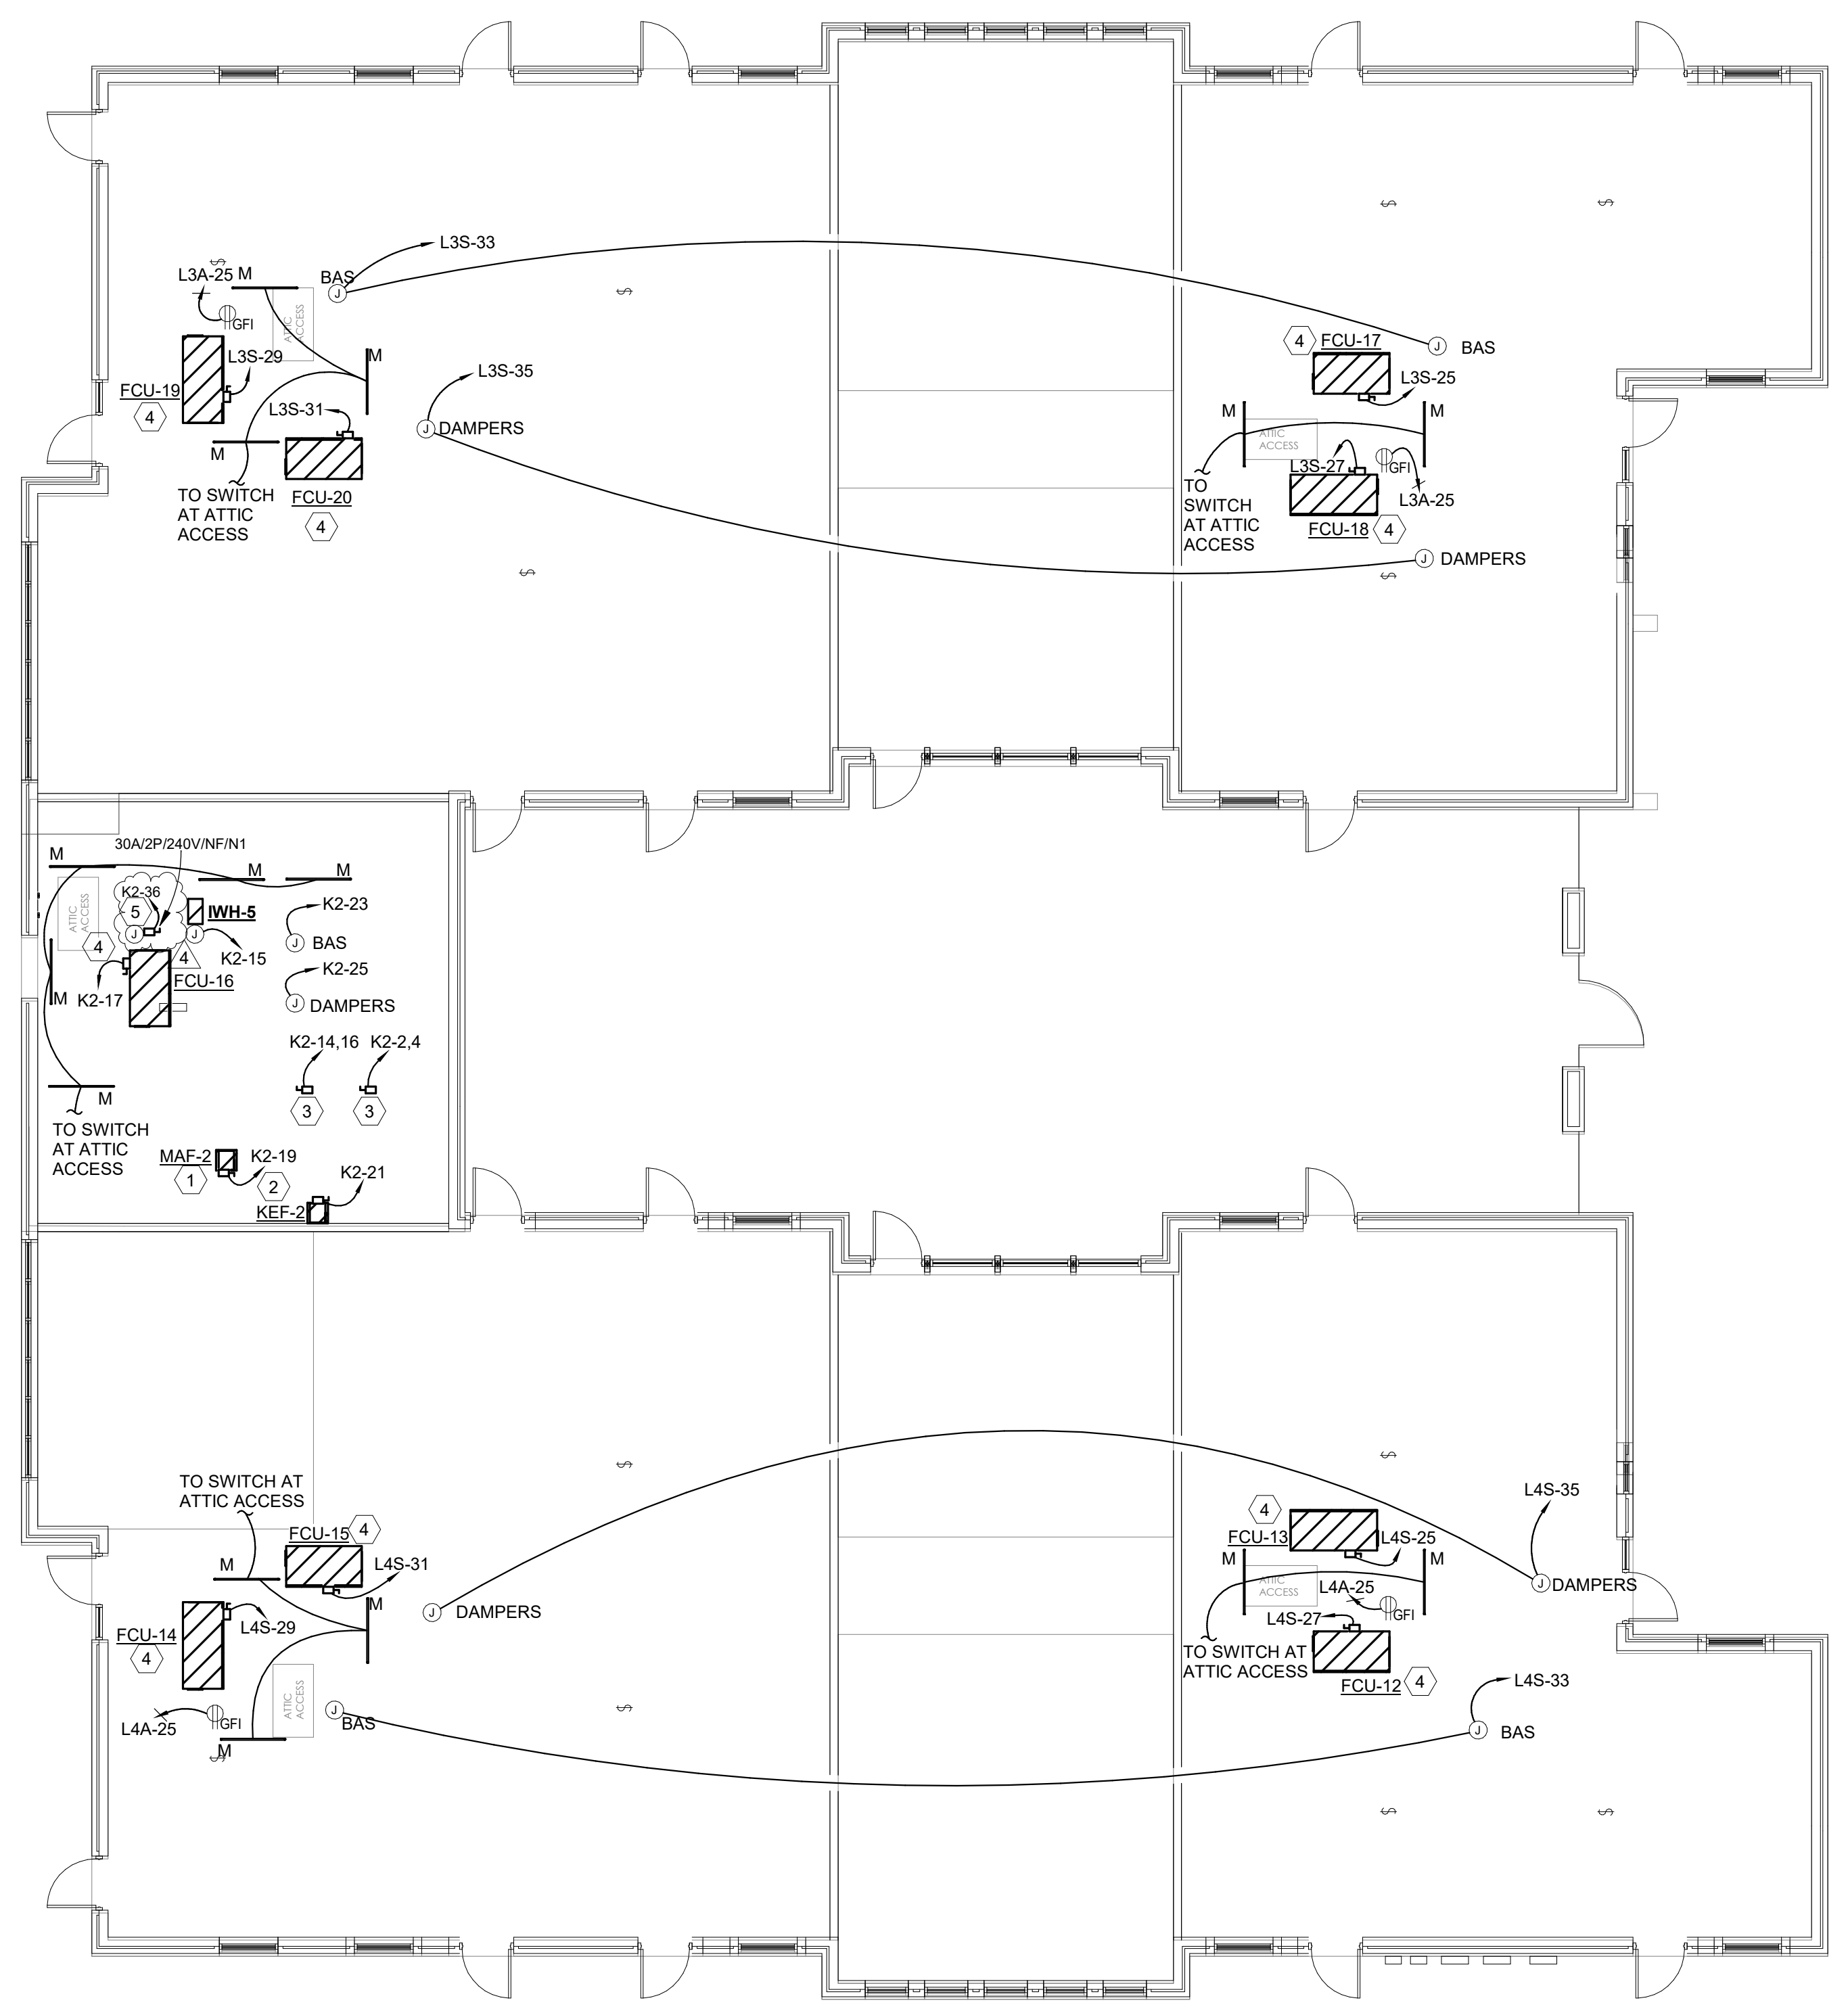 L3S-33
BAS
J
L3A-25
M
GFI
ATTIC
ACCESS
L3S-29
M
FCU-19
4
L3S-31
L3S-35
J
DAMPERS
M
TO SWITCH
AT ATTIC
ACCESS
FCU-20
4
4
FCU-17
J
BAS
L3S-25
M
M
ATTIC
ACCESS
L3S-27
GFI
L3A-25
TO
SWITCH
AT ATTIC
ACCESS
FCU-18
4
J
DAMPERS
30A/2P/240V/NF/N1
M
M
M
K2-36
5
J
IWH-5
J
K2-15
ATTIC
ACCESS
4
4
FCU-16
K2-17
M
K2-23
J
BAS
K2-25
J
DAMPERS
K2-14,16
K2-2,4
3
3
M
TO SWITCH
AT ATTIC
ACCESS
MAF-2
1
K2-19
2
K2-21
KEF-2
TO SWITCH AT
ATTIC ACCESS
FCU-15
4
M
L4S-31
M
FCU-14
4
L4S-29
J
DAMPERS
ATTIC
ACCESS
L4A-25
GFI
M
J
BAS
L4S-35
4
FCU-13
L4S-25
M
M
ATTIC
ACCESS
J
DAMPERS
L4A-25
GFI
L4S-27
TO SWITCH AT
ATTIC ACCESS
FCU-12
4
L4S-33
J
BAS